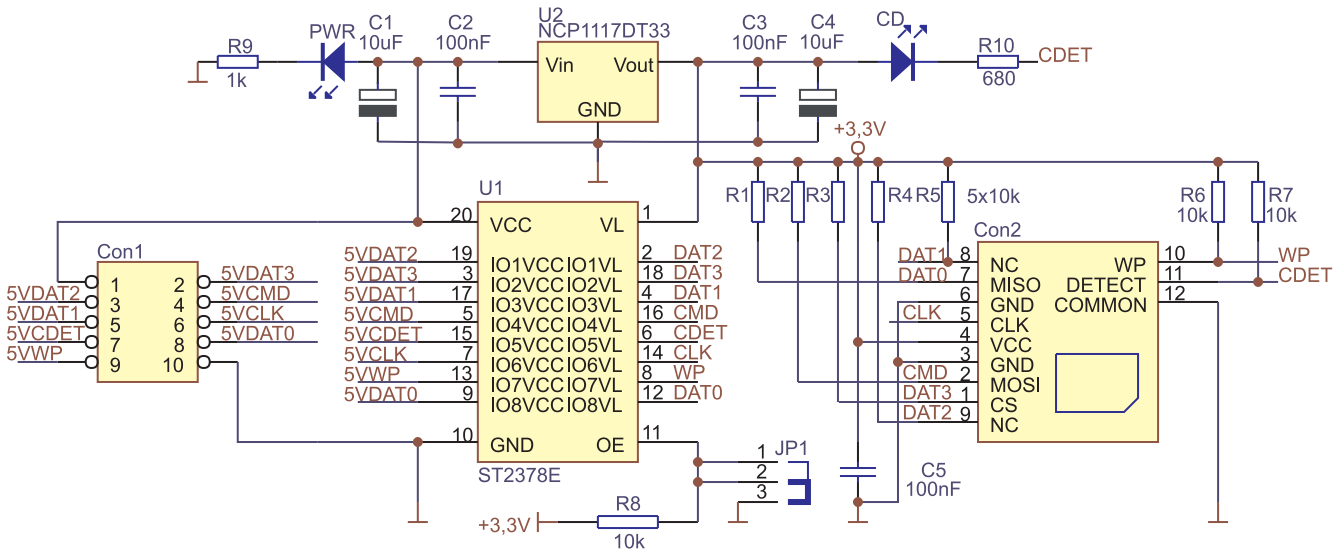 R9
1k
PWR
C1
10uF
C2
100nF
U2
NCP1117DT33
Vin
Vout
GND
C3
100nF
C4
10uF
CD
R10
680
CDET
+3,3V
R1
R2
R3
R4
R5
5x10k
R6
10k
R7
10k
Con1
1
2
3
4
5
6
7
8
9
10
5VDAT2
5VDAT1
5VCDET
5VWP
5VDAT3
5VCMD
5VCLK
5VDAT0
U1
20
VCC
VL
1
5VDAT2
19
IO1VCC
IO1VL
2
DAT2
5VDAT3
3
IO2VCC
IO2VL
18
DAT3
5VDAT1
17
IO3VCC
IO3VL
4
DAT1
5VCMD
5
IO4VCC
IO4VL
16
CMD
5VCDET
15
IO5VCC
IO5VL
6
CDET
5VCLK
7
IO6VCC
IO6VL
14
CLK
5VWP
13
IO7VCC
IO7VL
8
WP
5VDAT0
9
IO8VCC
IO8VL
12
DAT0
10
GND
OE
11
ST2378E
+3,3V
R8
10k
JP1
1
2
3
C5
100nF
Con2
DAT1
8
NC
DAT0
7
MISO
6
GND
CLK
5
CLK
4
VCC
3
GND
CMD
2
MOSI
DAT3
1
CS
DAT2
9
NC
WP
10
WP
DETECT
11
CDET
COMMON
12